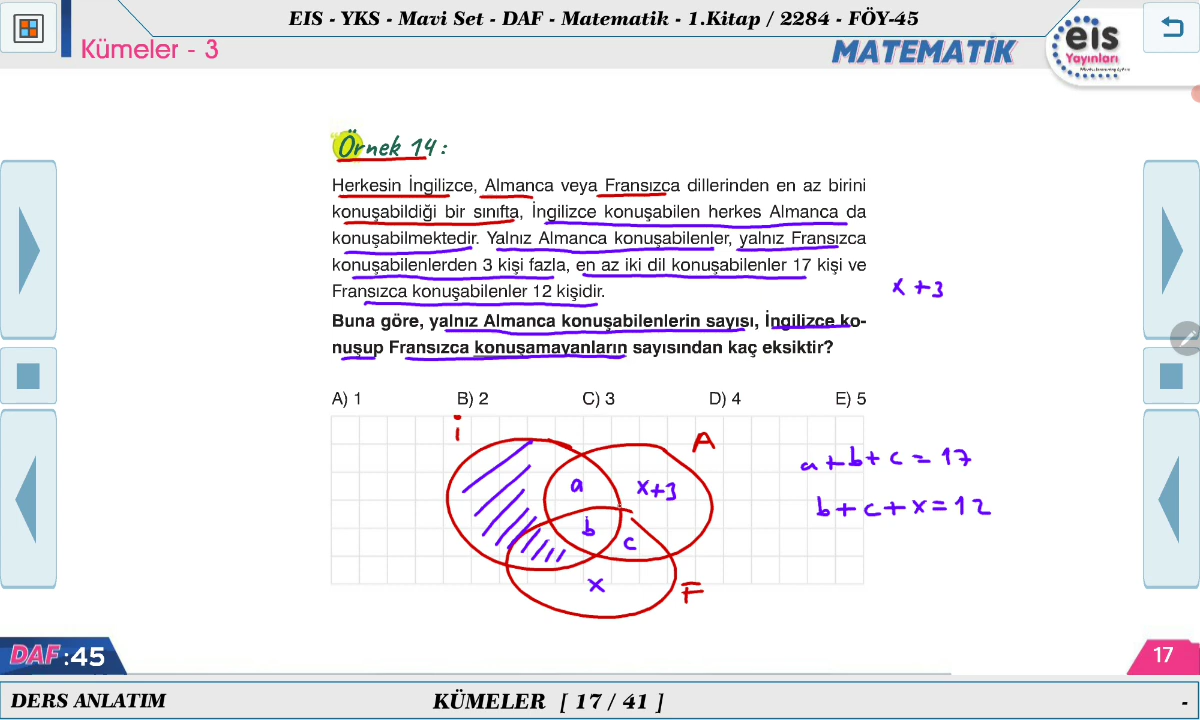 EIS - YKS - Mavi Set - DAF - Matematik - 1.Kitap / 2284 - FÖY-45
Kümeler - 3
MATEMATİK
eis
Yayınları
Örnek 14 :
Herkesin İngilizce, Almanca veya Fransızca dillerinden en az birini
konuşabildiği bir sınıfta, İngilizce konuşabilen herkes Almanca da
konuşabilmektedir. Yalnız Almanca konuşabilenler, yalnız Fransızca
konuşabilenlerden 3 kişi fazla, en az iki dil konuşabilenler 17 kişi ve
Fransızca konuşabilenler 12 kişidir.
x +3
Buna göre, yalnız Almanca konuşabilenlerin sayısı, İngilizce ko-
nuşup Fransızca konuşamayanların sayısından kaç eksiktir?
A) 1 B) 2 C) 3 D) 4 E) 5
i
A
a
x+3
b
c
x
F
a+b+c=17
b+c+x=12
DAF :45
17
DERS ANLATIM
KÜMELER [ 17 / 41 ]
-